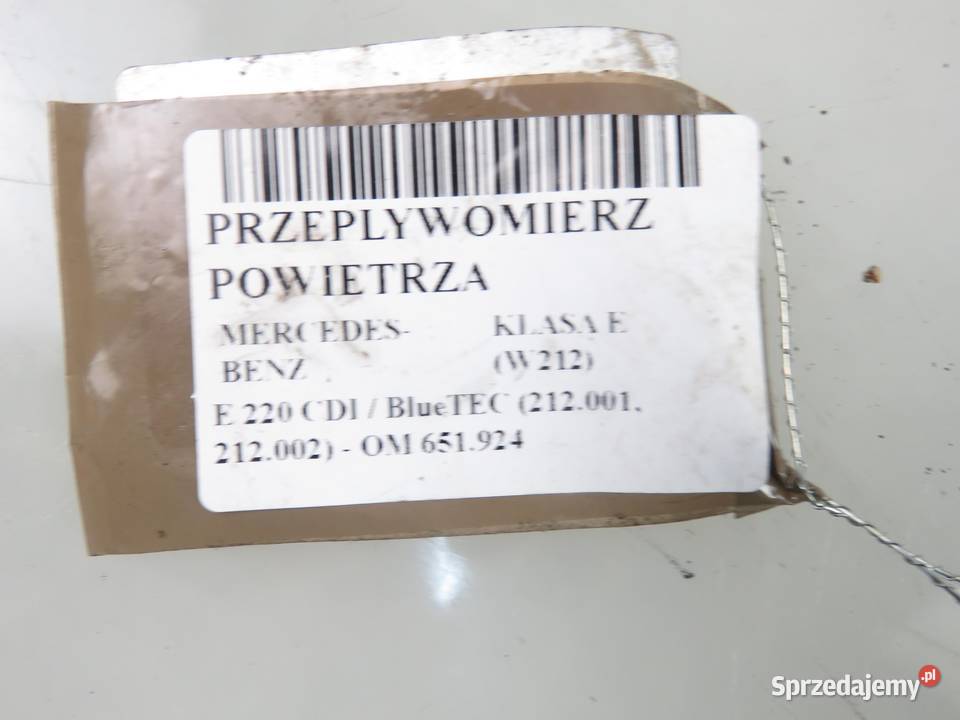 PRZEPLYWOMIERZ
POWIETRZA
MERCEDES- KLASA E
BENZ (W212)
E 220 CDI / BlueTEC (212.001,
212.002) - OM 651.924
Sprzedajemy.pl